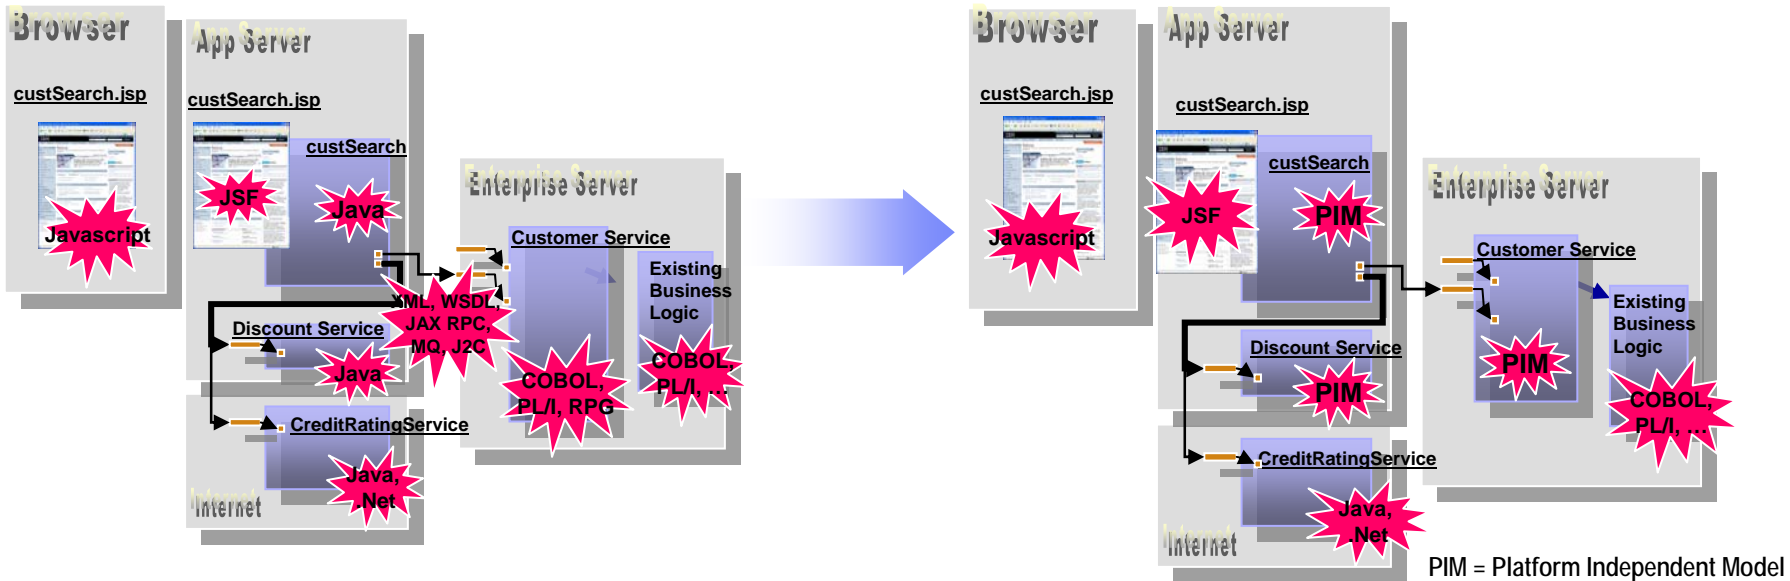 Browser
custSearch.jsp
Javascript
App Server
custSearch.jsp
custSearch
JSF
Java
Discount Service
Java
CreditRatingService
Java,
.Net
Internet
XML, WSDL,
JAX RPC,
MQ, J2C
Enterprise Server
Customer Service
COBOL,
PL/I, RPG
Existing
Business
Logic
COBOL,
PL/I, ...
Browser
custSearch.jsp
Javascript
App Server
custSearch.jsp
custSearch
JSF
PIM
Discount Service
PIM
CreditRatingService
Java,
.Net
Internet
Enterprise Server
Customer Service
PIM
Existing
Business
Logic
COBOL,
PL/I, ...
PIM = Platform Independent Model